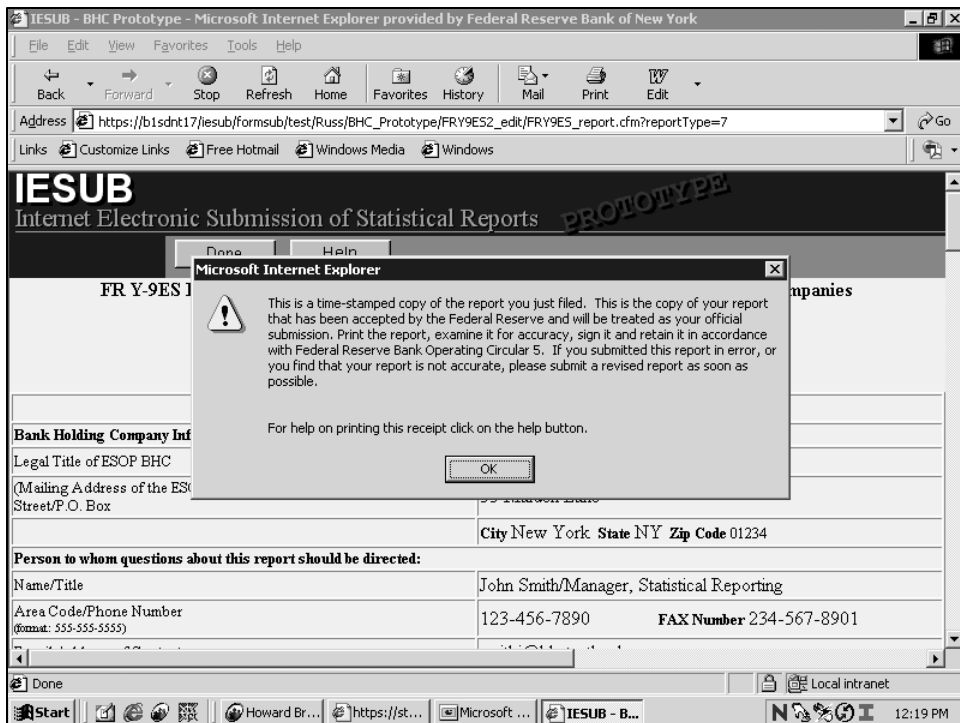 IESUB - BHC Prototype - Microsoft Internet Explorer provided by Federal Reserve Bank of New York
File Edit View Favorites Tools Help
Back Forward Stop Refresh Home Favorites History Mail Print Edit
Address https://b1sdnt17/iesub/formsub/test/Russ/BHC_Prototype/FRY9ES2_edit/FRY9ES_report.cfm?reportType=7 Go
Links Customize Links Free Hotmail Windows Media Windows
IESUB
Internet Electronic Submission of Statistical Reports PROTOTYPE
Done Help
Microsoft Internet Explorer
FR Y-9ES mpanies
This is a time-stamped copy of the report you just filed. This is the copy of your report
that has been accepted by the Federal Reserve and will be treated as your official
submission. Print the report, examine it for accuracy, sign it and retain it in accordance
with Federal Reserve Bank Operating Circular 5. If you submitted this report in error, or
you find that your report is not accurate, please submit a revised report as soon as
possible.
For help on printing this receipt click on the help button.
OK
Bank Holding Company Inf
Legal Title of ESOP BHC
(Mailing Address of the ESO
Street/P.O. Box
City New York State NY Zip Code 01234
Person to whom questions about this report should be directed:
Name/Title John Smith/Manager, Statistical Reporting
Area Code/Phone Number 123-456-7890 FAX Number 234-567-8901
(format: 555-555-5555)
Done Local intranet
Start Howard Br... https://st... Microsoft ... IESUB - B... 12:19 PM